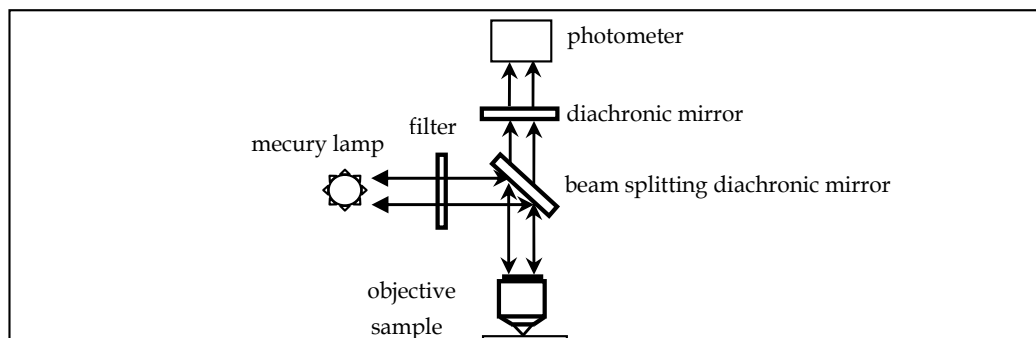 photometer
diachronic mirror
filter
mecury lamp
beam splitting diachronic mirror
objective
sample